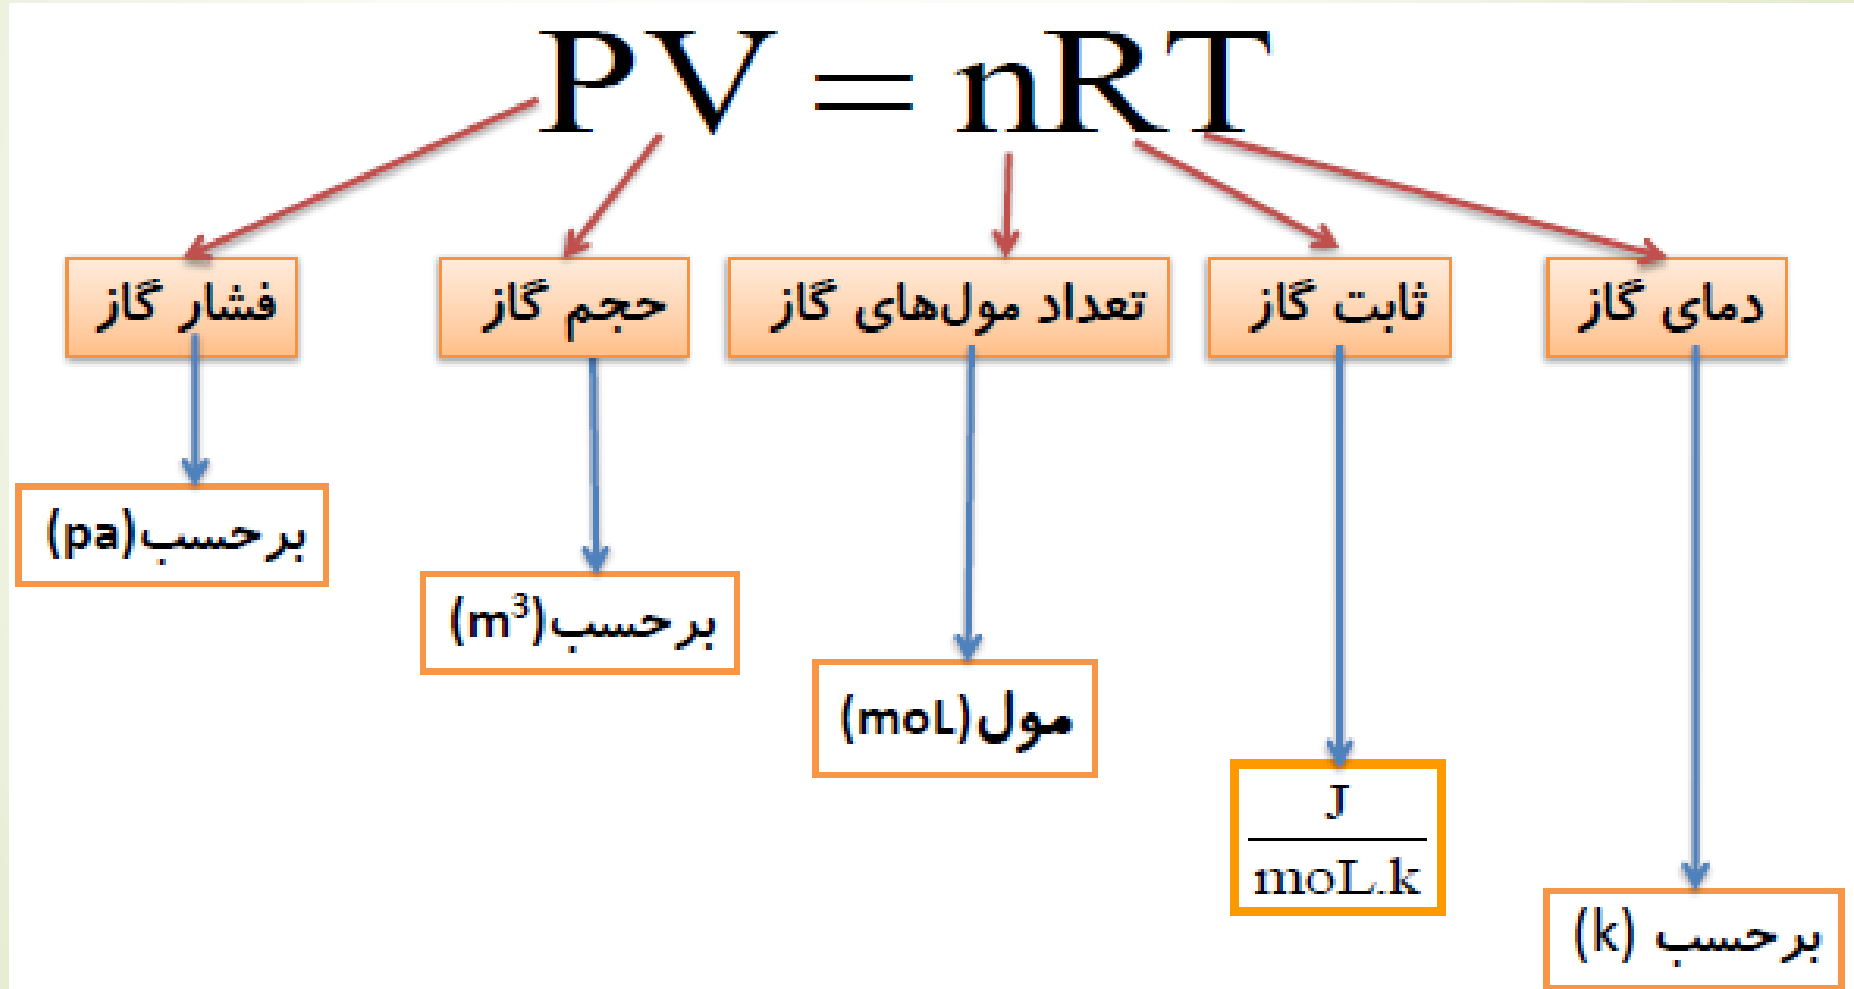 PV = nRT
فشار گاز
حجم گاز
تعداد مول‌های گاز
ثابت گاز
دمای گاز
برحسب(pa)
برحسب(m³)
مول(moL)
J
moL.k
برحسب (k)